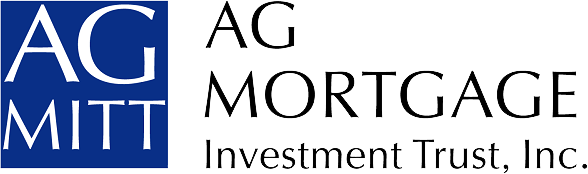 AG
MITT
AG
MORTGAGE
Investment Trust, Inc.